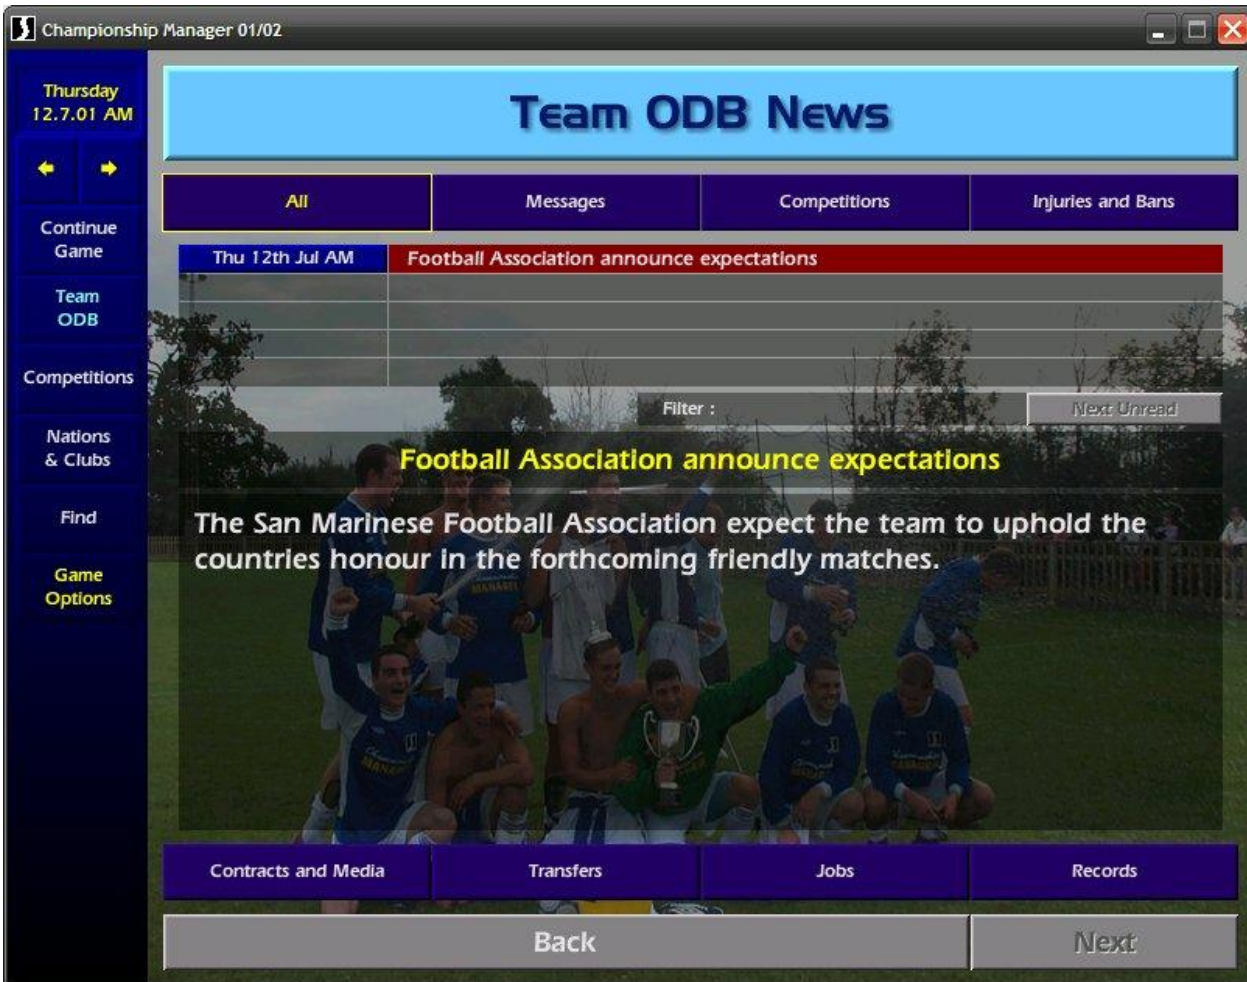 Championship Manager 01/02
Thursday
12.7.01 AM
Team ODB News
All
Messages
Competitions
Injuries and Bans
Continue
Game
Team
ODB
Competitions
Nations
& Clubs
Find
Game
Options
Thu 12th Jul AM
Football Association announce expectations
Filter :
Next Unread
Football Association announce expectations
The San Marinese Football Association expect the team to uphold the
countries honour in the forthcoming friendly matches.
Contracts and Media
Transfers
Jobs
Records
Back
Next